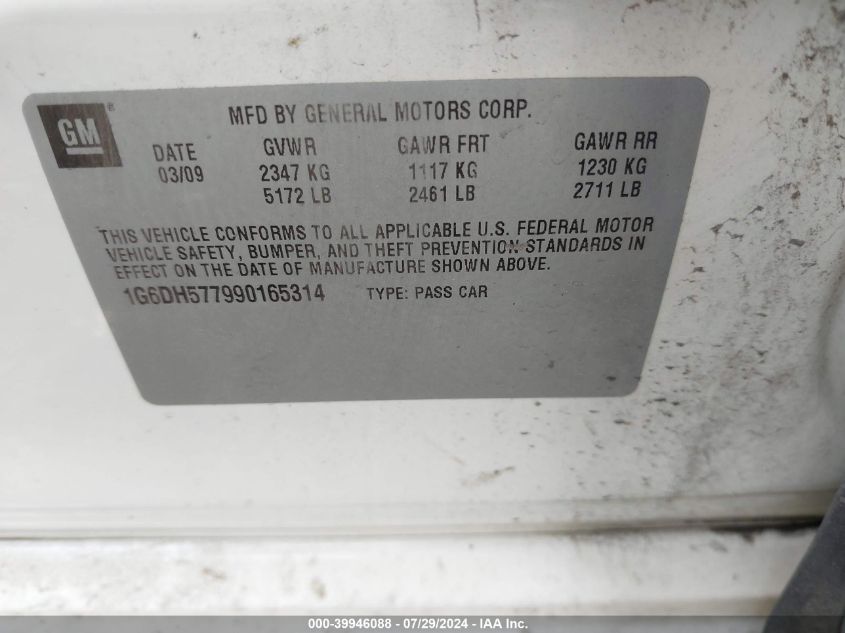 GM®
MFD BY GENERAL MOTORS CORP.
DATE GVWR GAWR FRT GAWR RR
03/09 2347 KG 1117 KG 1230 KG
5172 LB 2461 LB 2711 LB
THIS VEHICLE CONFORMS TO ALL APPLICABLE U.S. FEDERAL MOTOR
VEHICLE SAFETY, BUMPER, AND THEFT PREVENTION STANDARDS IN
EFFECT ON THE DATE OF MANUFACTURE SHOWN ABOVE.
1G6DH577990165314 TYPE: PASS CAR
000-39946088 - 07/29/2024 - IAA Inc.